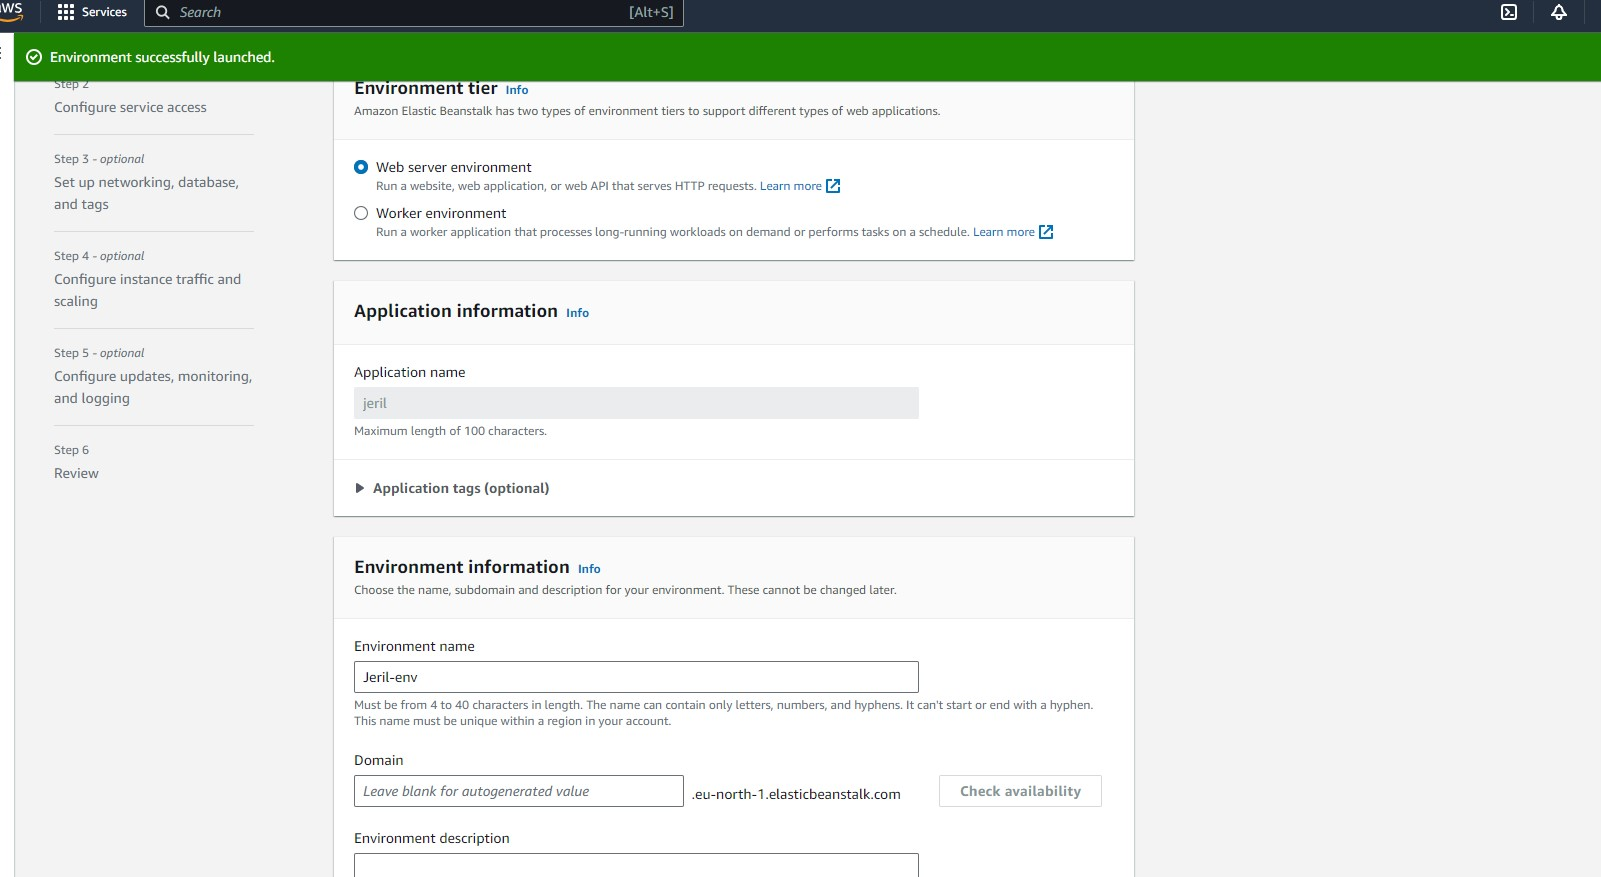 aws
Services
Search
[Alt+S]
Environment successfully launched.
Step 2
Configure service access
Step 3 - optional
Set up networking, database,
and tags
Step 4 - optional
Configure instance traffic and
scaling
Step 5 - optional
Configure updates, monitoring,
and logging
Step 6
Review
Environment tier Info
Amazon Elastic Beanstalk has two types of environment tiers to support different types of web applications.
Web server environment
Run a website, web application, or web API that serves HTTP requests. Learn more
Worker environment
Run a worker application that processes long-running workloads on demand or performs tasks on a schedule. Learn more
Application information Info
Application name
jeril
Maximum length of 100 characters.
Application tags (optional)
Environment information Info
Choose the name, subdomain and description for your environment. These cannot be changed later.
Environment name
Jeril-env
Must be from 4 to 40 characters in length. The name can contain only letters, numbers, and hyphens. It can't start or end with a hyphen.
This name must be unique within a region in your account.
Domain
Leave blank for autogenerated value
.eu-north-1.elasticbeanstalk.com
Check availability
Environment description